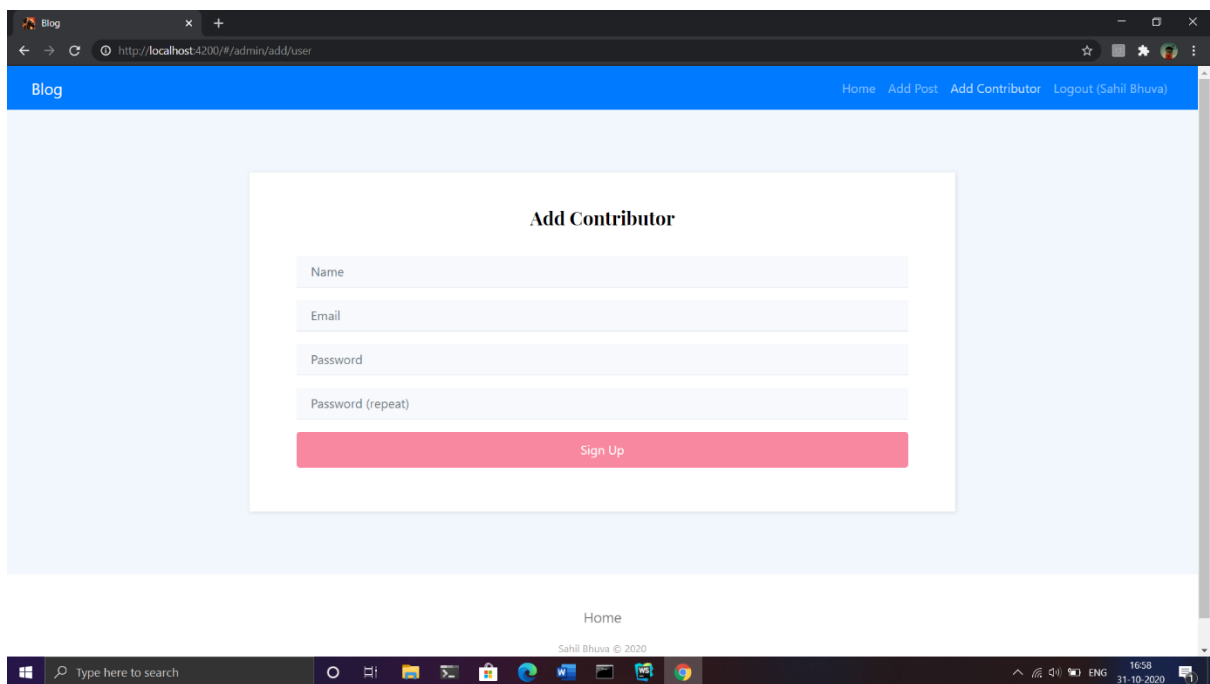 Blog
http://localhost:4200/#/admin/add/user
Blog
Home Add Post Add Contributor Logout (Sahil Bhuva)
Add Contributor
Name
Email
Password
Password (repeat)
Sign Up
Home
Sahil Bhuva © 2020
Type here to search
W
WS
ENG
16:58
31-10-2020
1